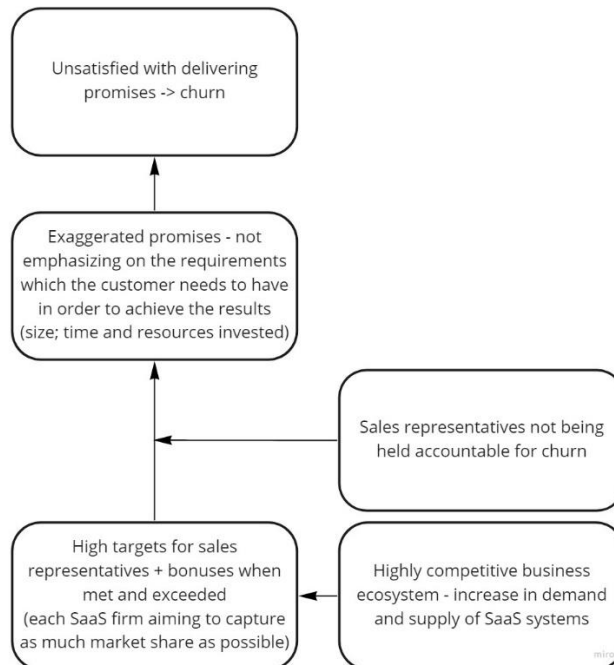 Unsatisfied with delivering
promises -> churn
Exaggerated promises - not
emphasizing on the requirements
which the customer needs to have
in order to achieve the results
(size; time and resources invested)
Sales representatives not being
held accountable for churn
High targets for sales
representatives + bonuses when
met and exceeded
(each SaaS firm aiming to capture
as much market share as possible)
Highly competitive business
ecosystem - increase in demand
and supply of SaaS systems
miro